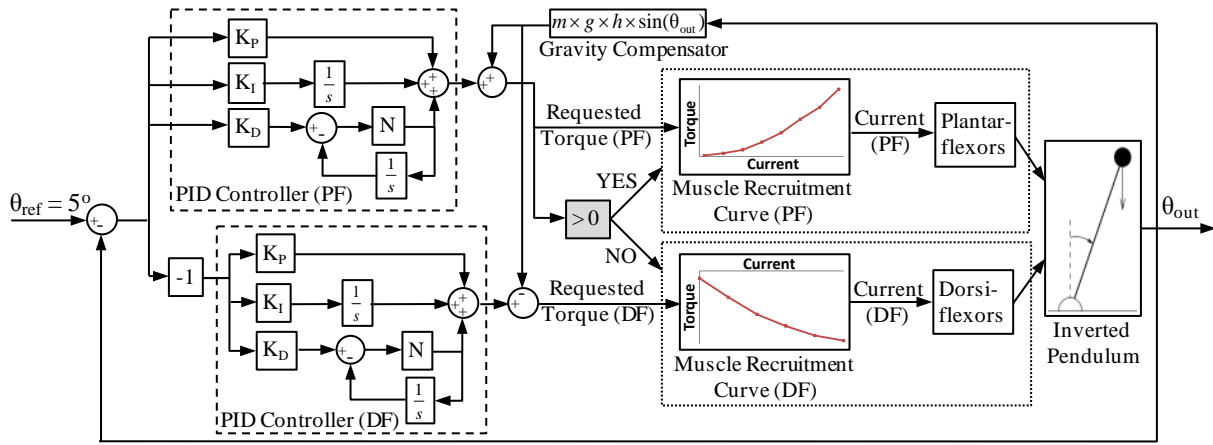 m × g × h × sin(θout)
Gravity Compensator
KP
KI
1
s
+
+
+
KD
+
-
N
1
s
PID Controller (PF)
+
+
Requested
Torque (PF)
Torque
Current
Muscle Recruitment
Curve (PF)
Current
(PF)
Plantar-
flexors
YES
> 0
NO
θref = 5o
+
-
-1
KP
KI
1
s
+
+
+
KD
+
-
N
1
s
PID Controller (DF)
-
+
Requested
Torque (DF)
Current
Torque
Muscle Recruitment
Curve (DF)
Current
(DF)
Dorsi-
flexors
Inverted
Pendulum
θout